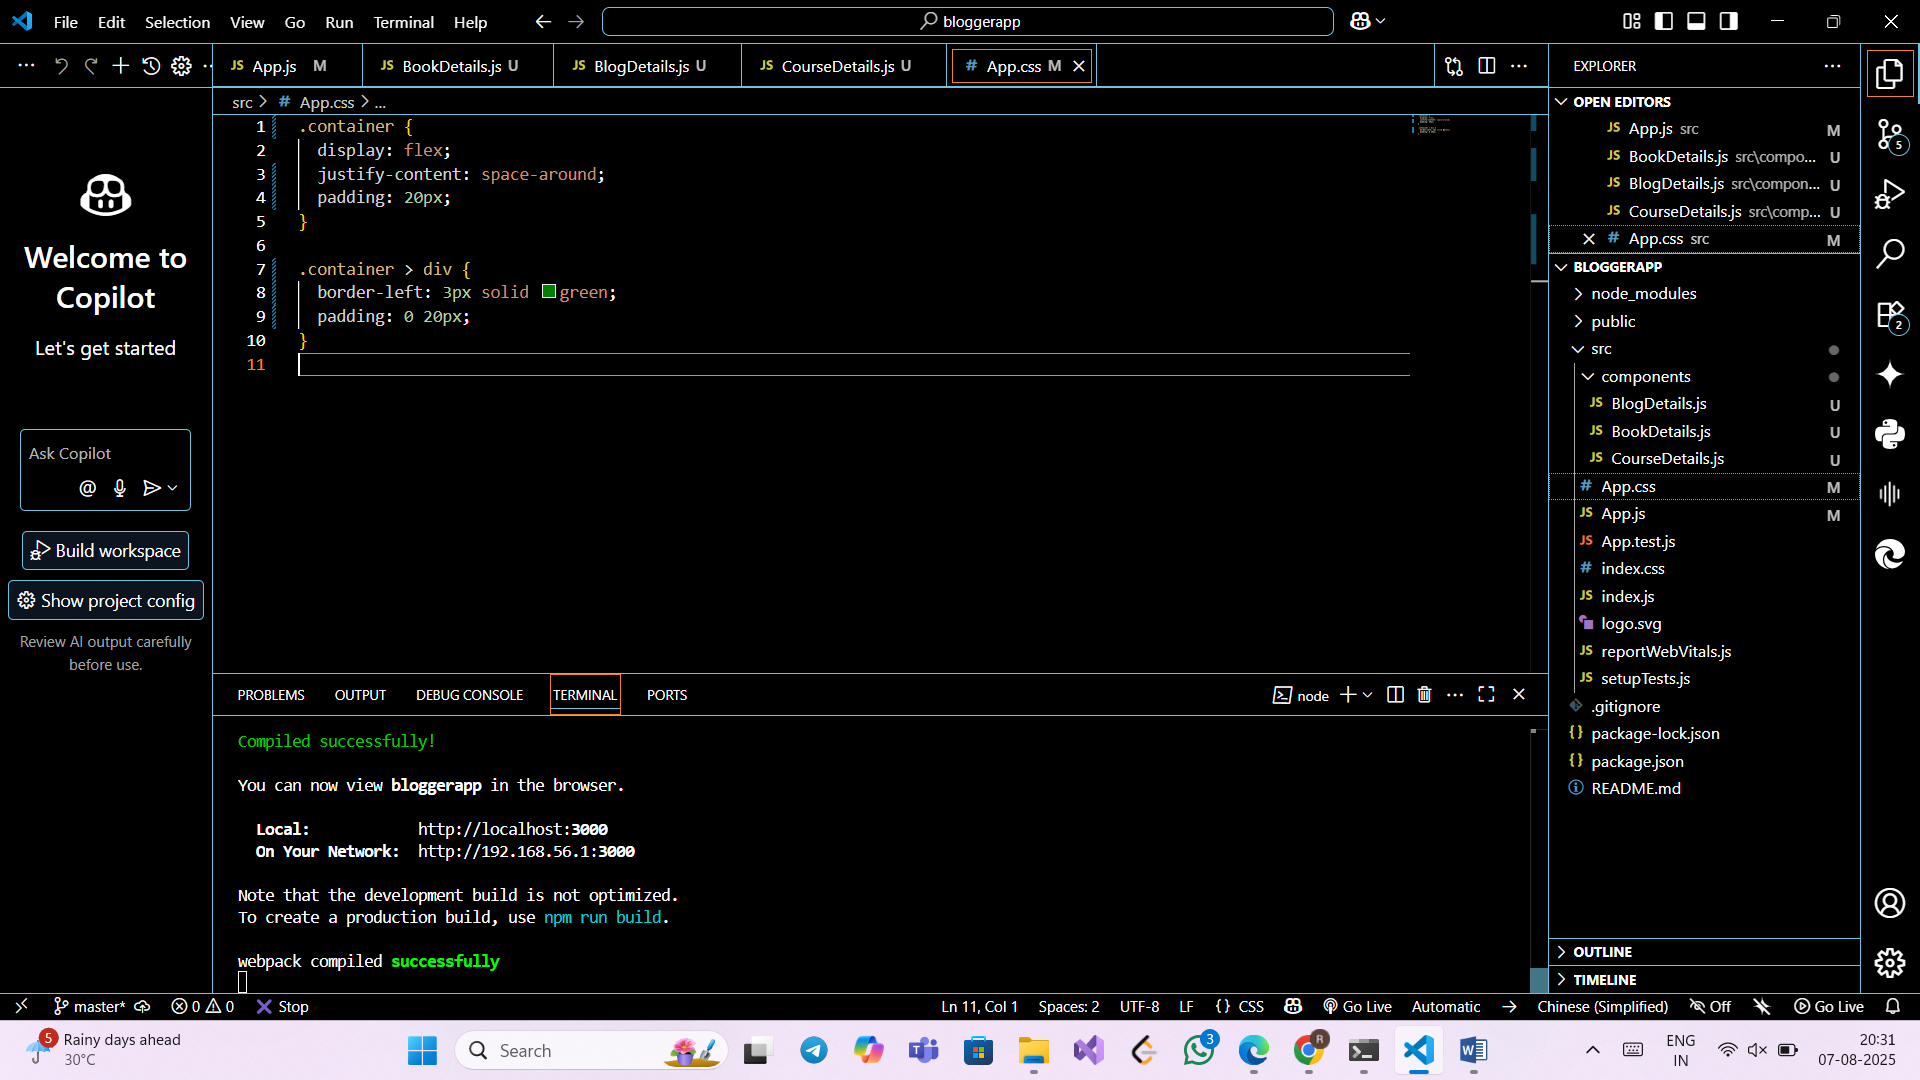 File Edit Selection View Go Run Terminal Help
bloggerapp
App.js M
BookDetails.js U
BlogDetails.js U
CourseDetails.js U
App.css M
src > # App.css > ...
Welcome to Copilot
Let's get started
Ask Copilot
Build workspace
Show project config
Review AI output carefully
before use.
1 .container {
2 display: flex;
3 justify-content: space-around;
4 padding: 20px;
5 }
6
7 .container > div {
8 border-left: 3px solid green;
9 padding: 0 20px;
10 }
11
PROBLEMS OUTPUT DEBUG CONSOLE TERMINAL PORTS
node
Compiled successfully!
You can now view bloggerapp in the browser.
Local: http://localhost:3000
On Your Network: http://192.168.56.1:3000
Note that the development build is not optimized.
To create a production build, use npm run build.
webpack compiled successfully
EXPLORER
OPEN EDITORS
JS App.js src M
JS BookDetails.js src\compo... U
JS BlogDetails.js src\compon... U
JS CourseDetails.js src\comp... U
# App.css src M
BLOGGERAPP
node_modules
public
src
components
JS BlogDetails.js U
JS BookDetails.js U
JS CourseDetails.js U
# App.css M
JS App.js M
JS App.test.js
# index.css
JS index.js
logo.svg
JS reportWebVitals.js
JS setupTests.js
.gitignore
{} package-lock.json
{} package.json
README.md
OUTLINE
TIMELINE
5
2
master* 0 0 Stop
Ln 11, Col 1 Spaces: 2 UTF-8 LF {} CSS Go Live Automatic Chinese (Simplified) Off Go Live
5
Rainy days ahead
30°C
Search
3
R
ENG
IN
20:31
07-08-2025